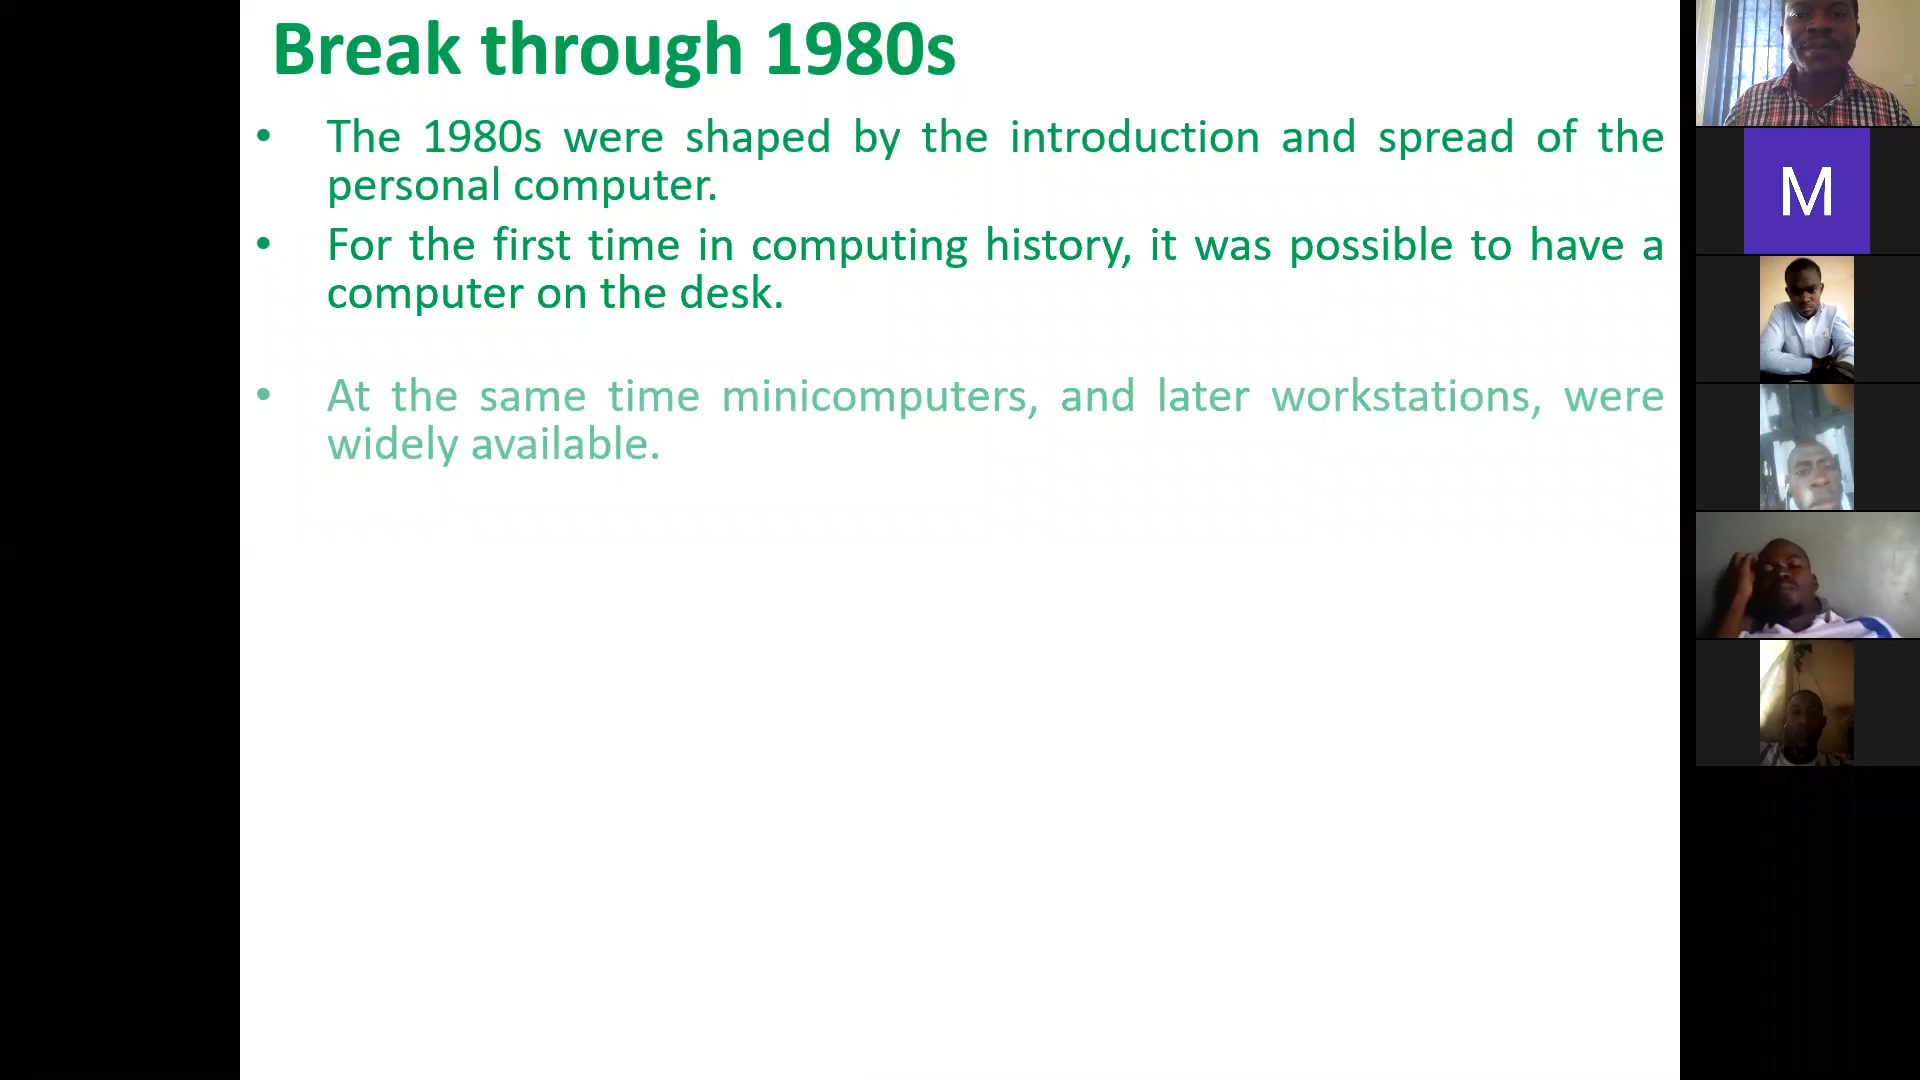 Break through 1980s
• The 1980s were shaped by the introduction and spread of the
personal computer.
• For the first time in computing history, it was possible to have a
computer on the desk.
• At the same time minicomputers, and later workstations, were
widely available.
M